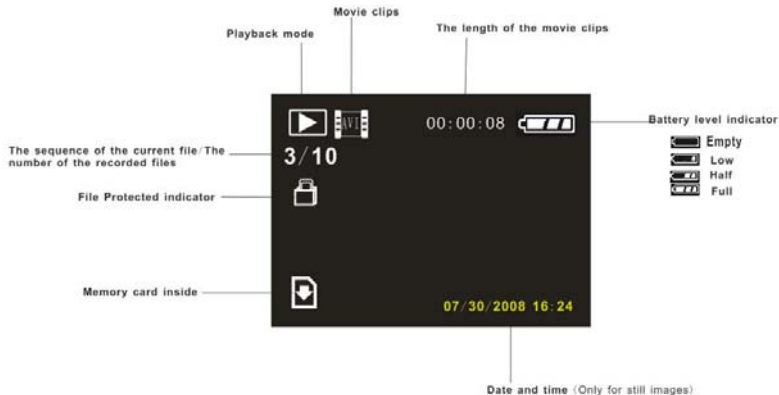 Movie clips
Playback mode
The length of the movie clips
AVI
00:00:08
Battery level indicator
Empty
Low
Half
Full
The sequence of the current file/The
number of the recorded files
3/10
File Protected indicator
Memory card inside
07/30/2008 16:24
Date and time (Only for still images)